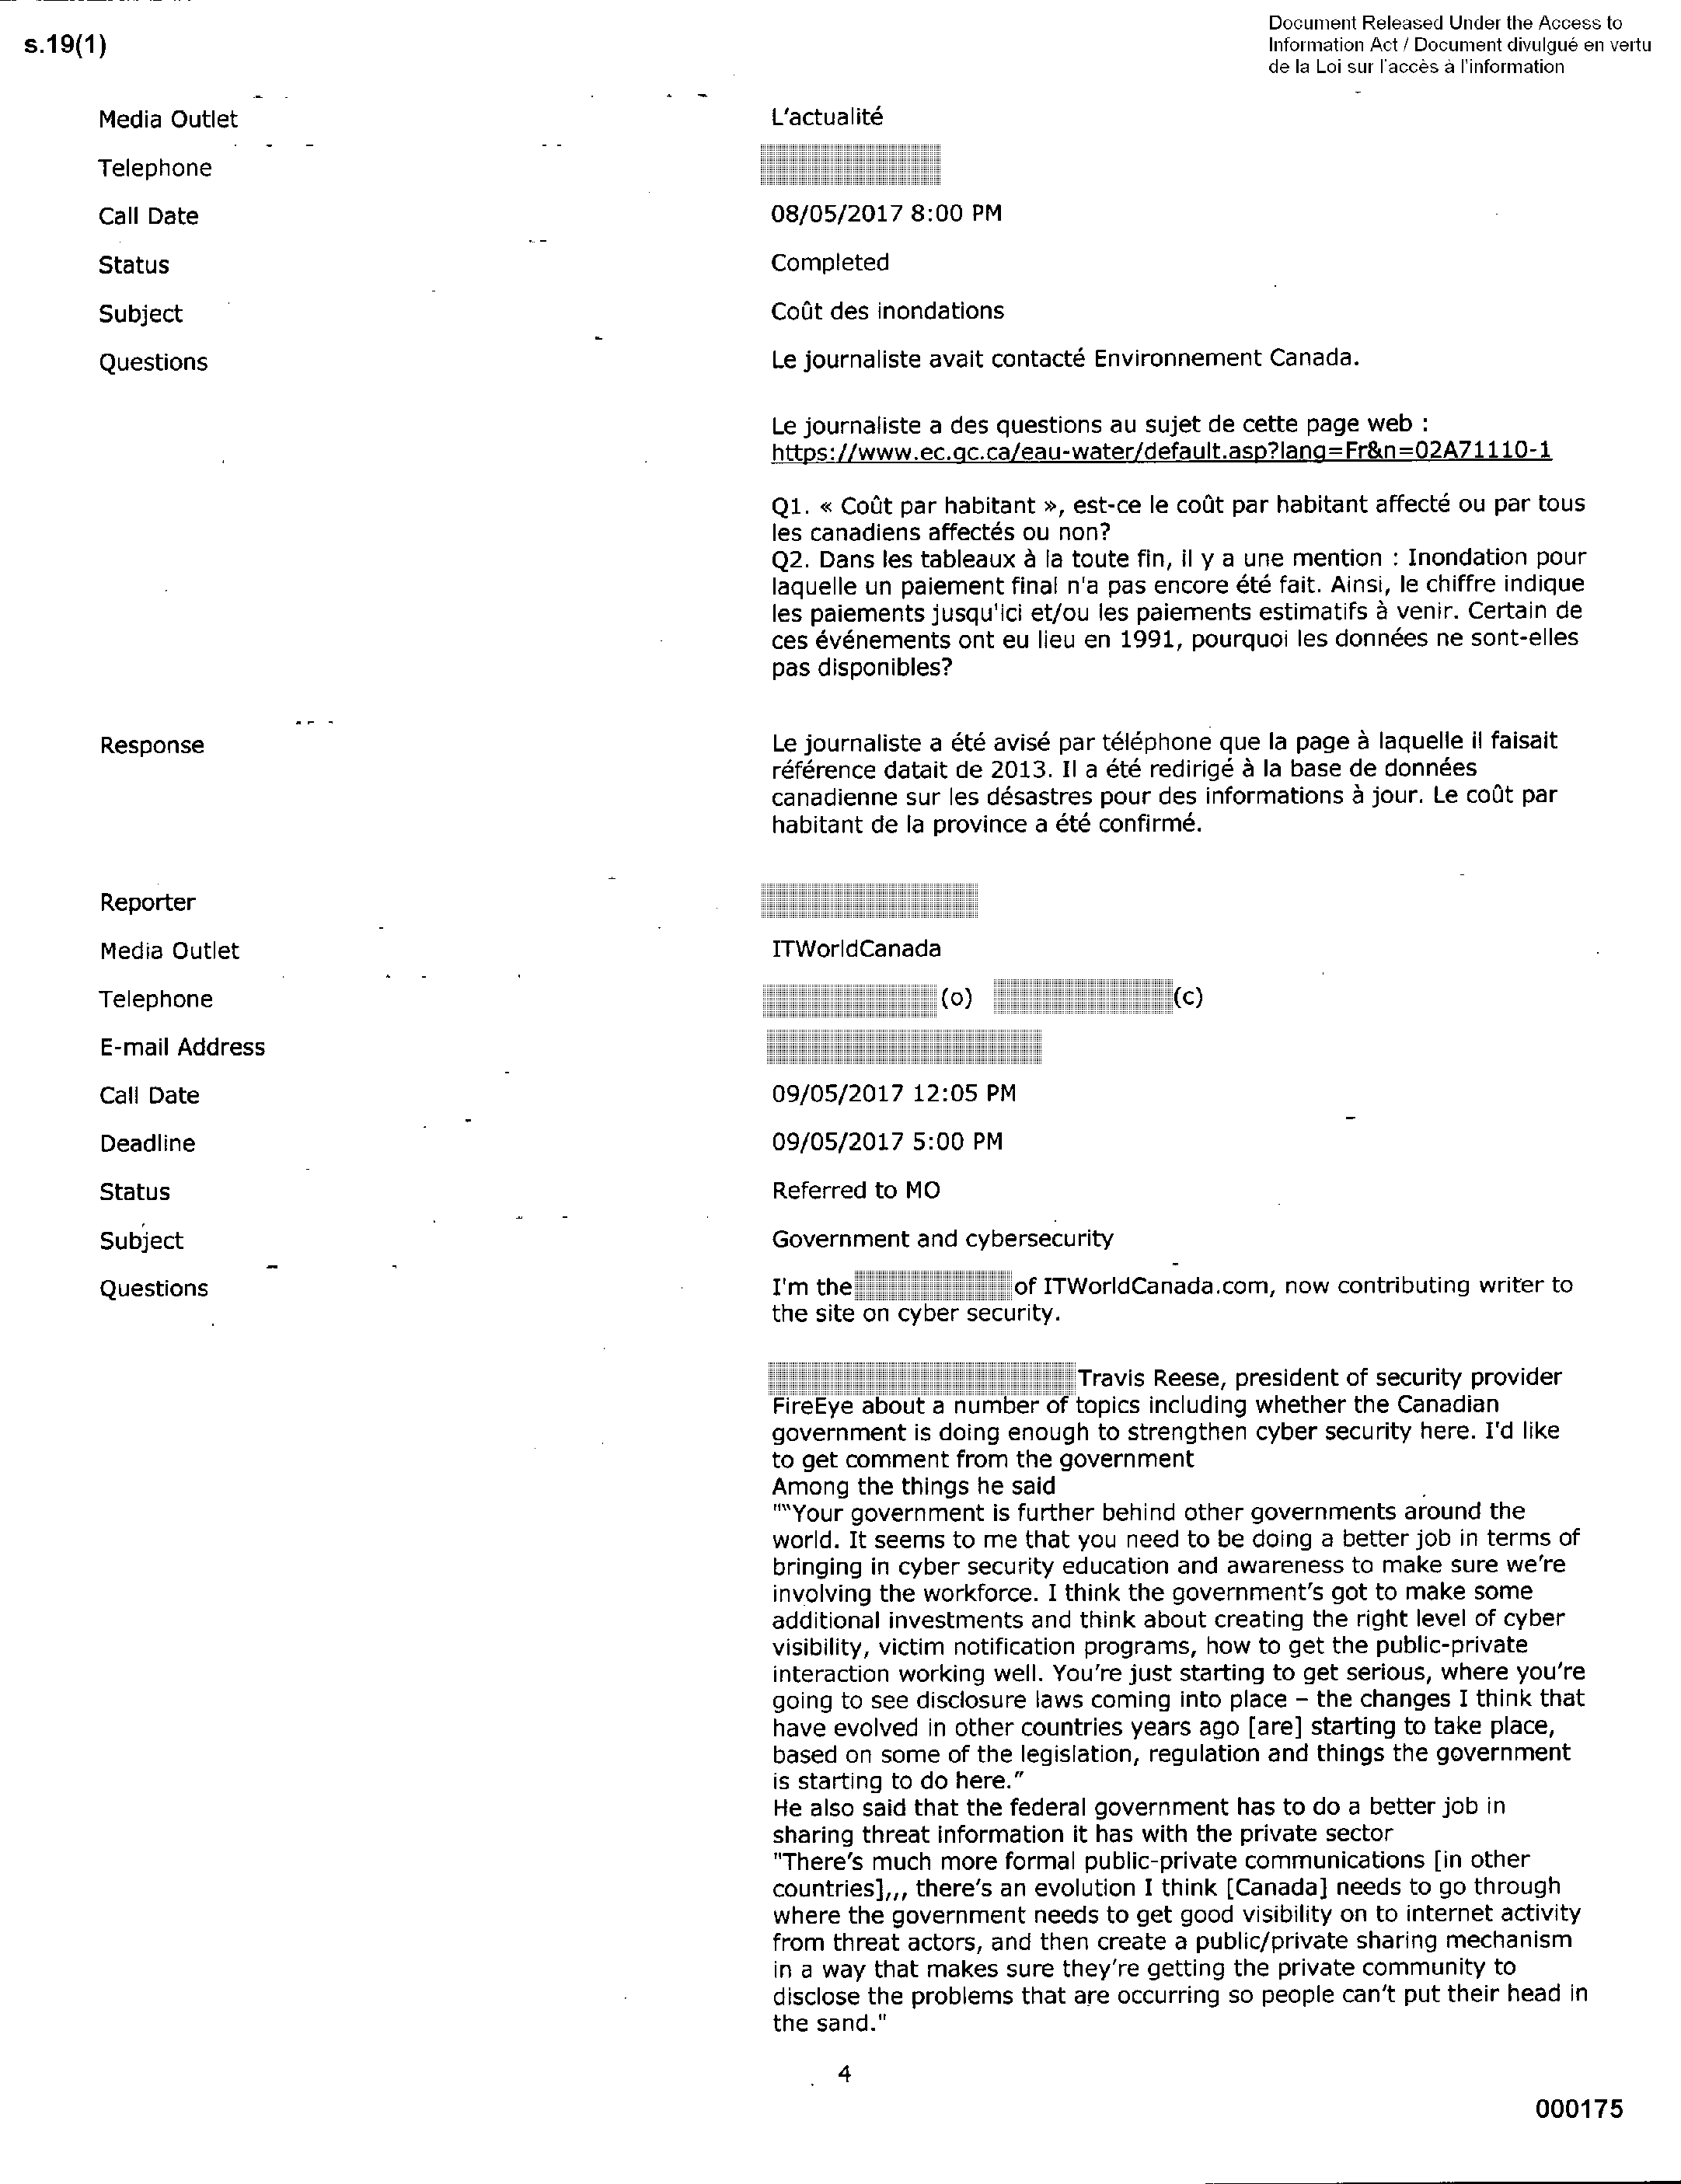 s.19(1)
Document Released Under the Access to
Information Act / Document divulgué en vertu
de la Loi sur l'accès à l'information
Media Outlet
L'actualité
Telephone
Call Date
08/05/2017 8:00 PM
Status
Completed
Subject
Coût des inondations
Questions
Le journaliste avait contacté Environnement Canada.
Le journaliste a des questions au sujet de cette page web :
https://www.ec.gc.ca/eau-water/default.asp?lang=Fr&n=02A71110-1
Q1. « Coût par habitant », est-ce le coût par habitant affecté ou par tous
les canadiens affectés ou non?
Q2. Dans les tableaux à la toute fin, il y a une mention : Inondation pour
laquelle un paiement final n'a pas encore été fait. Ainsi, le chiffre indique
les paiements jusqu'ici et/ou les paiements estimatifs à venir. Certain de
ces événements ont eu lieu en 1991, pourquoi les données ne sont-elles
pas disponibles?
Response
Le journaliste a été avisé par téléphone que la page à laquelle il faisait
référence datait de 2013. Il a été redirigé à la base de données
canadienne sur les désastres pour des informations à jour. Le coût par
habitant de la province a été confirmé.
Reporter
Media Outlet
ITWorldCanada
Telephone
(o) (c)
E-mail Address
Call Date
09/05/2017 12:05 PM
Deadline
09/05/2017 5:00 PM
Status
Referred to MO
Subject
Government and cybersecurity
Questions
I'm the of ITWorldCanada.com, now contributing writer to
the site on cyber security.
Travis Reese, president of security provider
FireEye about a number of topics including whether the Canadian
government is doing enough to strengthen cyber security here. I'd like
to get comment from the government
Among the things he said
"“Your government is further behind other governments around the
world. It seems to me that you need to be doing a better job in terms of
bringing in cyber security education and awareness to make sure we're
involving the workforce. I think the government's got to make some
additional investments and think about creating the right level of cyber
visibility, victim notification programs, how to get the public-private
interaction working well. You're just starting to get serious, where you're
going to see disclosure laws coming into place – the changes I think that
have evolved in other countries years ago [are] starting to take place,
based on some of the legislation, regulation and things the government
is starting to do here.”
He also said that the federal government has to do a better job in
sharing threat information it has with the private sector
"There's much more formal public-private communications [in other
countries],,, there's an evolution I think [Canada] needs to go through
where the government needs to get good visibility on to internet activity
from threat actors, and then create a public/private sharing mechanism
in a way that makes sure they're getting the private community to
disclose the problems that are occurring so people can't put their head in
the sand."
4
000175